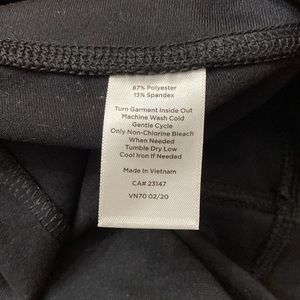 87% Polyester
13% Spandex
Turn Garment Inside Out
Machine Wash Cold
Gentle Cycle
Only Non-Chlorine Bleach
When Needed
Tumble Dry Low
Cool Iron If Needed
Made In Vietnam
CA# 23147
VN70 02/20